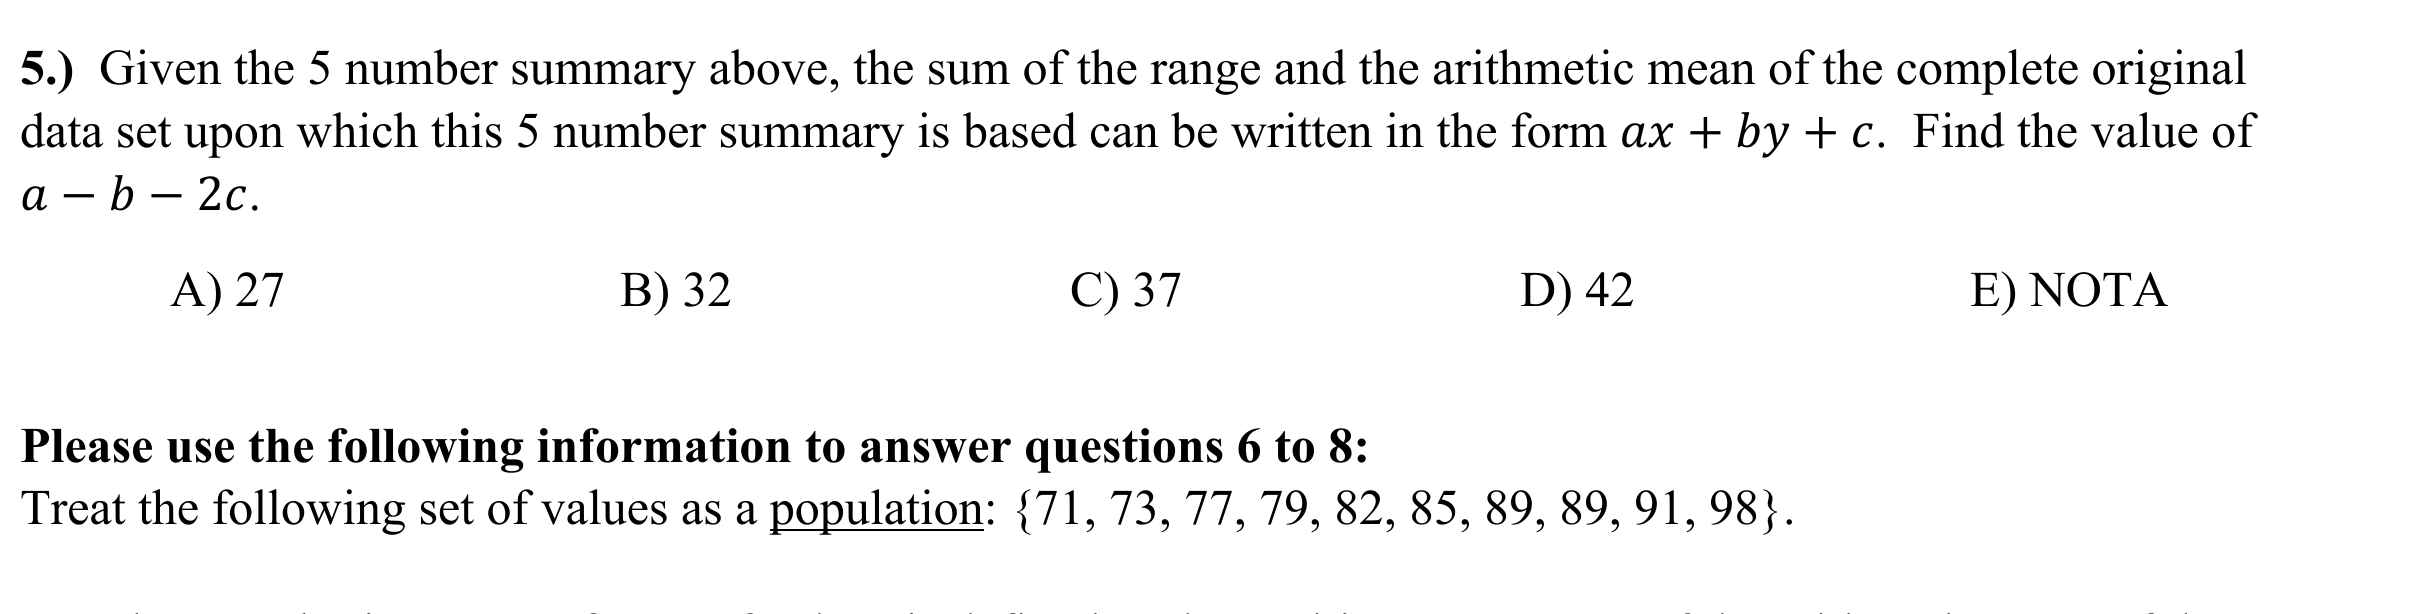 5.) Given the 5 number summary above, the sum of the range and the arithmetic mean of the complete original
data set upon which this 5 number summary is based can be written in the form ax + by + c. Find the value of
a − b − 2c.
A) 27 B) 32 C) 37 D) 42 E) NOTA
Please use the following information to answer questions 6 to 8:
Treat the following set of values as a population: {71, 73, 77, 79, 82, 85, 89, 89, 91, 98}.